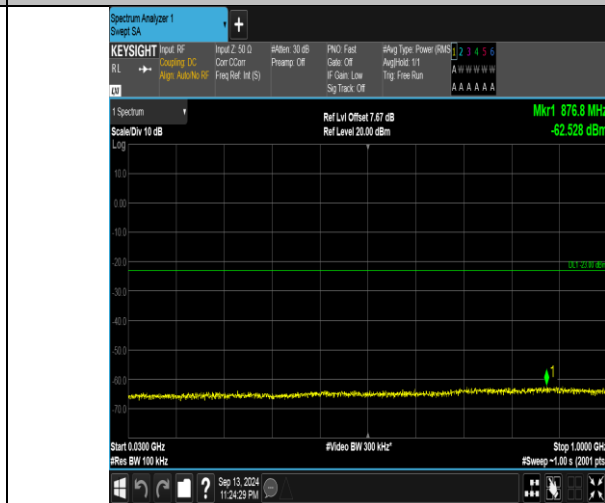 Spectrum Analyzer 1
Swept SA
+
KEYSIGHT Input: RF Input Z: 50 Ω #Atten: 30 dB PNO: Fast #Avg Type: Power (RMS 1 2 3 4 5 6
RL Coupling: DC Corr CCorr Preamp: Off Gate: Off Avg|Hold: 1/1 A W W W W W
Align: Auto/No RF Freq Ref: Int (S) IF Gain: Low Trig: Free Run A A A A A A
Sig Track: Off
1 Spectrum Ref Lvl Offset 7.67 dB Mkr1 876.8 MHz
Scale/Div 10 dB Ref Level 20.00 dBm -62.528 dBm
Log
10.0
0.00
-10.0
-20.0
DL1 -23.00 dBm
-30.0
-40.0
-50.0
1
-60.0
-70.0
Start 0.0300 GHz #Video BW 300 kHz* Stop 1.0000 GHz
#Res BW 100 kHz #Sweep ~1.00 s (2001 pts
? Sep 13, 2024
11:24:29 PM